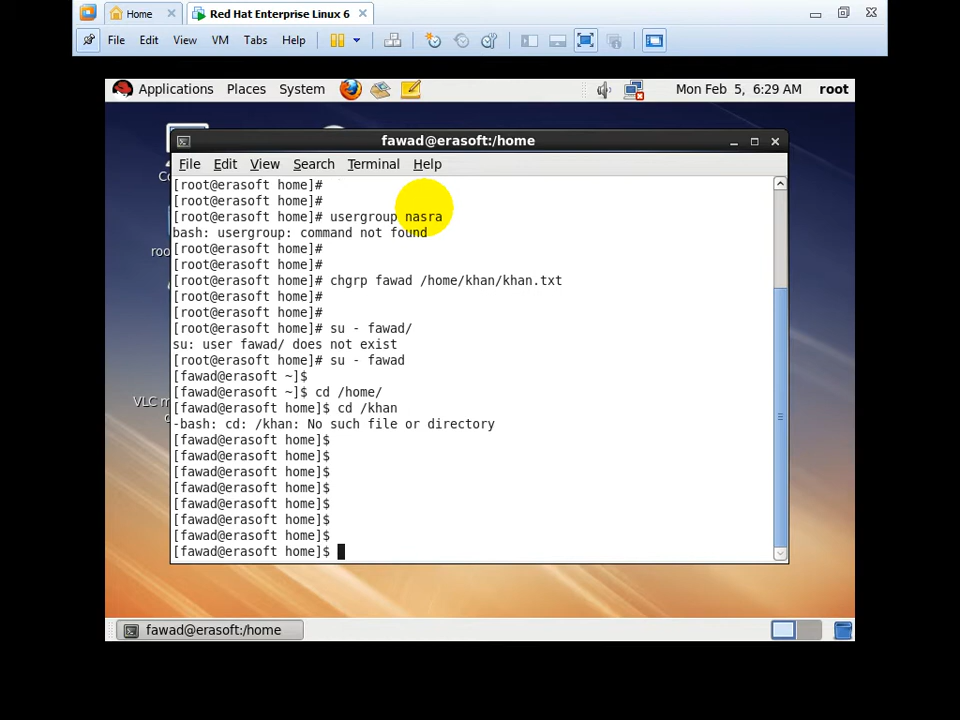 Home
Red Hat Enterprise Linux 6
File Edit View VM Tabs Help
Applications Places System Mon Feb 5, 6:29 AM root
fawad@erasoft:/home
File Edit View Search Terminal Help
[root@erasoft home]#
[root@erasoft home]#
[root@erasoft home]# usergroup nasra
bash: usergroup: command not found
[root@erasoft home]#
[root@erasoft home]#
[root@erasoft home]# chgrp fawad /home/khan/khan.txt
[root@erasoft home]#
[root@erasoft home]#
[root@erasoft home]# su - fawad/
su: user fawad/ does not exist
[root@erasoft home]# su - fawad
[fawad@erasoft ~]$
[fawad@erasoft ~]$ cd /home/
[fawad@erasoft home]$ cd /khan
-bash: cd: /khan: No such file or directory
[fawad@erasoft home]$
[fawad@erasoft home]$
[fawad@erasoft home]$
[fawad@erasoft home]$
[fawad@erasoft home]$
[fawad@erasoft home]$
[fawad@erasoft home]$
[fawad@erasoft home]$
Co
roo
VLC m
fawad@erasoft:/home